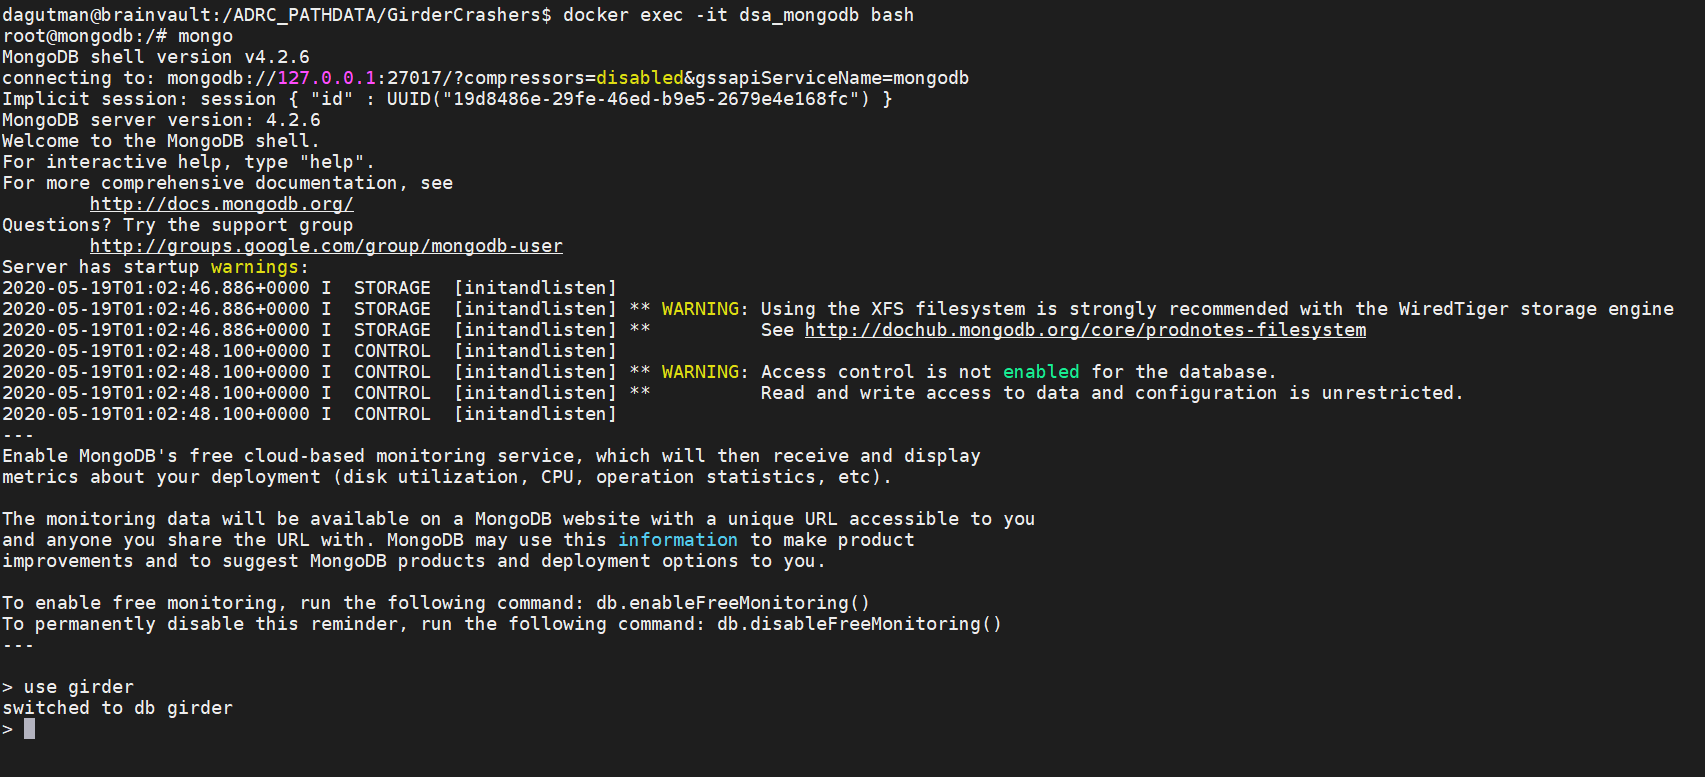 dagutman@brainvault:/ADRC_PATHDATA/GirderCrashers$ docker exec -it dsa_mongodb bash
root@mongodb:/# mongo
MongoDB shell version v4.2.6
connecting to: mongodb://127.0.0.1:27017/?compressors=disabled&gssapiServiceName=mongodb
Implicit session: session { "id" : UUID("19d8486e-29fe-46ed-b9e5-2679e4e168fc") }
MongoDB server version: 4.2.6
Welcome to the MongoDB shell.
For interactive help, type "help".
For more comprehensive documentation, see
        http://docs.mongodb.org/
Questions? Try the support group
        http://groups.google.com/group/mongodb-user
Server has startup warnings:
2020-05-19T01:02:46.886+0000 I  STORAGE  [initandlisten]
2020-05-19T01:02:46.886+0000 I  STORAGE  [initandlisten] ** WARNING: Using the XFS filesystem is strongly recommended with the WiredTiger storage engine
2020-05-19T01:02:46.886+0000 I  STORAGE  [initandlisten] **          See http://dochub.mongodb.org/core/prodnotes-filesystem
2020-05-19T01:02:48.100+0000 I  CONTROL  [initandlisten]
2020-05-19T01:02:48.100+0000 I  CONTROL  [initandlisten] ** WARNING: Access control is not enabled for the database.
2020-05-19T01:02:48.100+0000 I  CONTROL  [initandlisten] **          Read and write access to data and configuration is unrestricted.
2020-05-19T01:02:48.100+0000 I  CONTROL  [initandlisten]
---
Enable MongoDB's free cloud-based monitoring service, which will then receive and display
metrics about your deployment (disk utilization, CPU, operation statistics, etc).

The monitoring data will be available on a MongoDB website with a unique URL accessible to you
and anyone you share the URL with. MongoDB may use this information to make product
improvements and to suggest MongoDB products and deployment options to you.

To enable free monitoring, run the following command: db.enableFreeMonitoring()
To permanently disable this reminder, run the following command: db.disableFreeMonitoring()
---

> use girder
switched to db girder
>